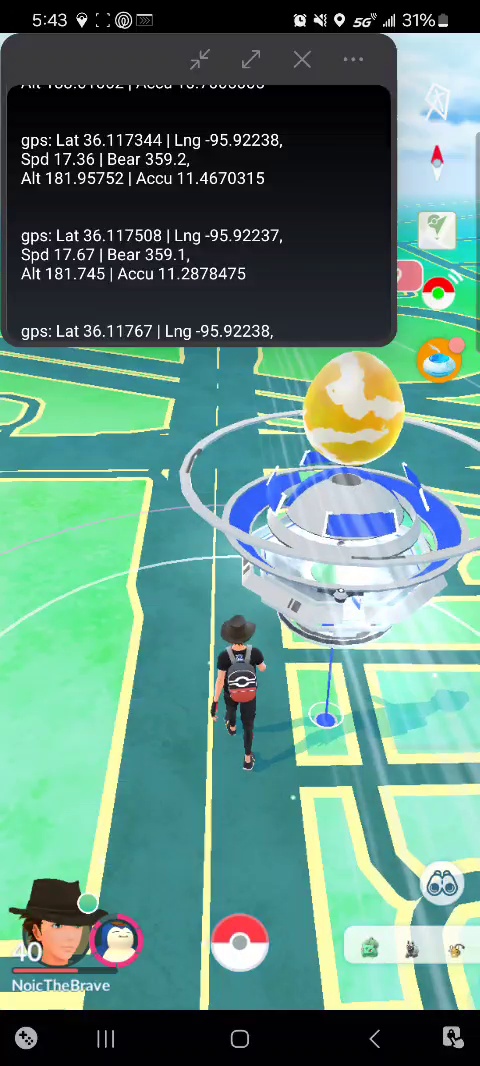 5:43
5G
31%
gps: Lat 36.117344 | Lng -95.92238,
Spd 17.36 | Bear 359.2,
Alt 181.95752 | Accu 11.4670315
gps: Lat 36.117508 | Lng -95.92237,
Spd 17.67 | Bear 359.1,
Alt 181.745 | Accu 11.2878475
gps: Lat 36.11767 | Lng -95.92238,
40
NoicTheBrave